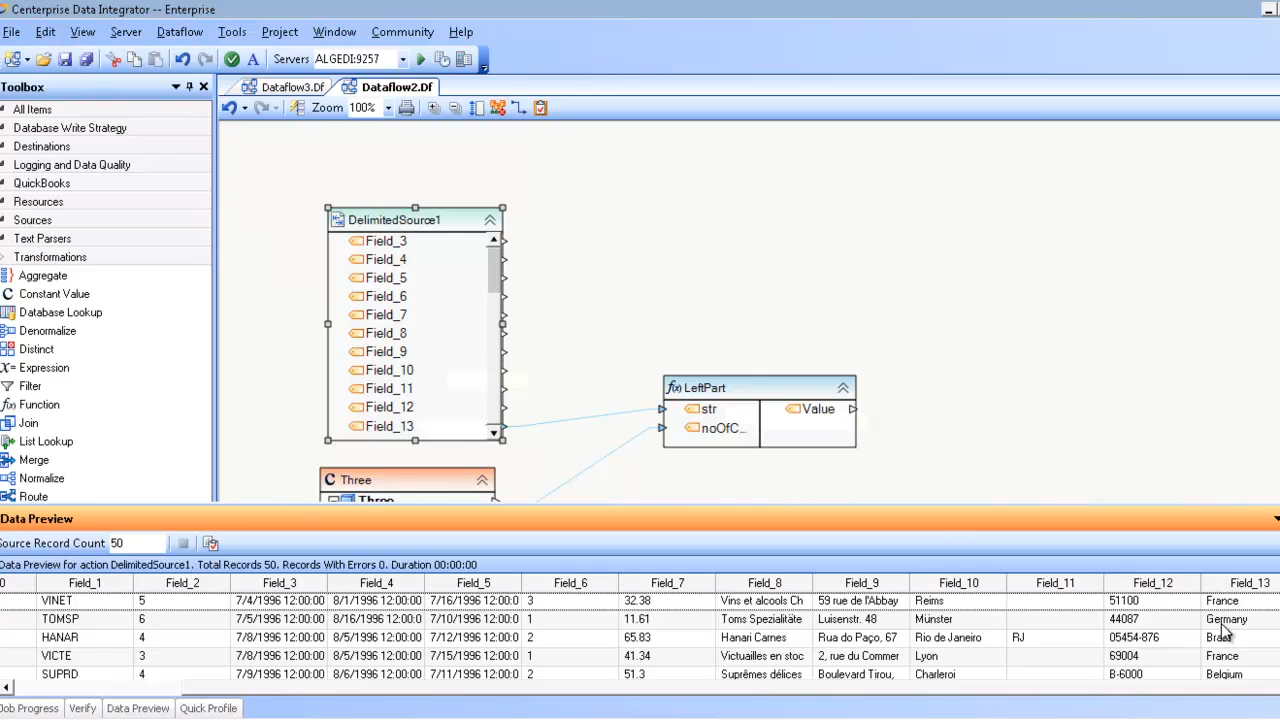 Centerprise Data Integrator -- Enterprise
File Edit View Server Dataflow Tools Project Window Community Help
Servers ALGEDI:9257
Toolbox
Dataflow3.Df Dataflow2.Df
Zoom 100%
All Items
Database Write Strategy
Destinations
Logging and Data Quality
QuickBooks
Resources
Sources
Text Parsers
Transformations
Aggregate
Constant Value
Database Lookup
Denormalize
Distinct
Expression
Filter
Function
Join
List Lookup
Merge
Normalize
Route
DelimitedSource1
Field_3
Field_4
Field_5
Field_6
Field_7
Field_8
Field_9
Field_10
Field_11
Field_12
Field_13
LeftPart
str Value
noOfC...
Three
Three
Data Preview
Source Record Count 50
Data Preview for action DelimitedSource1. Total Records 50. Records With Errors 0. Duration 00:00:00
0 Field_1 Field_2 Field_3 Field_4 Field_5 Field_6 Field_7 Field_8 Field_9 Field_10 Field_11 Field_12 Field_13
VINET 5 7/4/1996 12:00:00 8/1/1996 12:00:00 7/16/1996 12:00:0 3 32.38 Vins et alcools Ch 59 rue de l'Abbay Reims 51100 France
TOMSP 6 7/5/1996 12:00:00 8/16/1996 12:00:0 7/10/1996 12:00:0 1 11.61 Toms Spezialitäte Luisenstr. 48 Münster 44087 Germany
HANAR 4 7/8/1996 12:00:00 8/5/1996 12:00:00 7/12/1996 12:00:0 2 65.83 Hanari Carnes Rua do Paço, 67 Rio de Janeiro RJ 05454-876
VICTE 3 7/8/1996 12:00:00 8/5/1996 12:00:00 7/15/1996 12:00:0 1 41.34 Victuailles en stoc 2, rue du Commer Lyon 69004 France
SUPRD 4 7/9/1996 12:00:00 8/6/1996 12:00:00 7/11/1996 12:00:0 2 51.3 Suprêmes délices Boulevard Tirou, Charleroi B-6000 Belgium
Job Progress Verify Data Preview Quick Profile